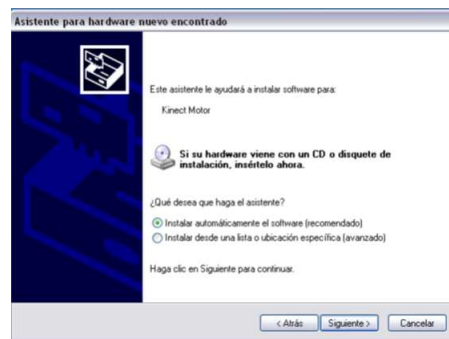 Asistente para hardware nuevo encontrado
Este asistente le ayudará a instalar software para:
Kinect Motor
Si su hardware viene con un CD o disquete de
instalación, insértelo ahora.
¿Qué desea que haga el asistente?
Instalar automáticamente el software (recomendado)
Instalar desde una lista o ubicación específica (avanzado)
Haga clic en Siguiente para continuar.
< Atrás Siguiente > Cancelar